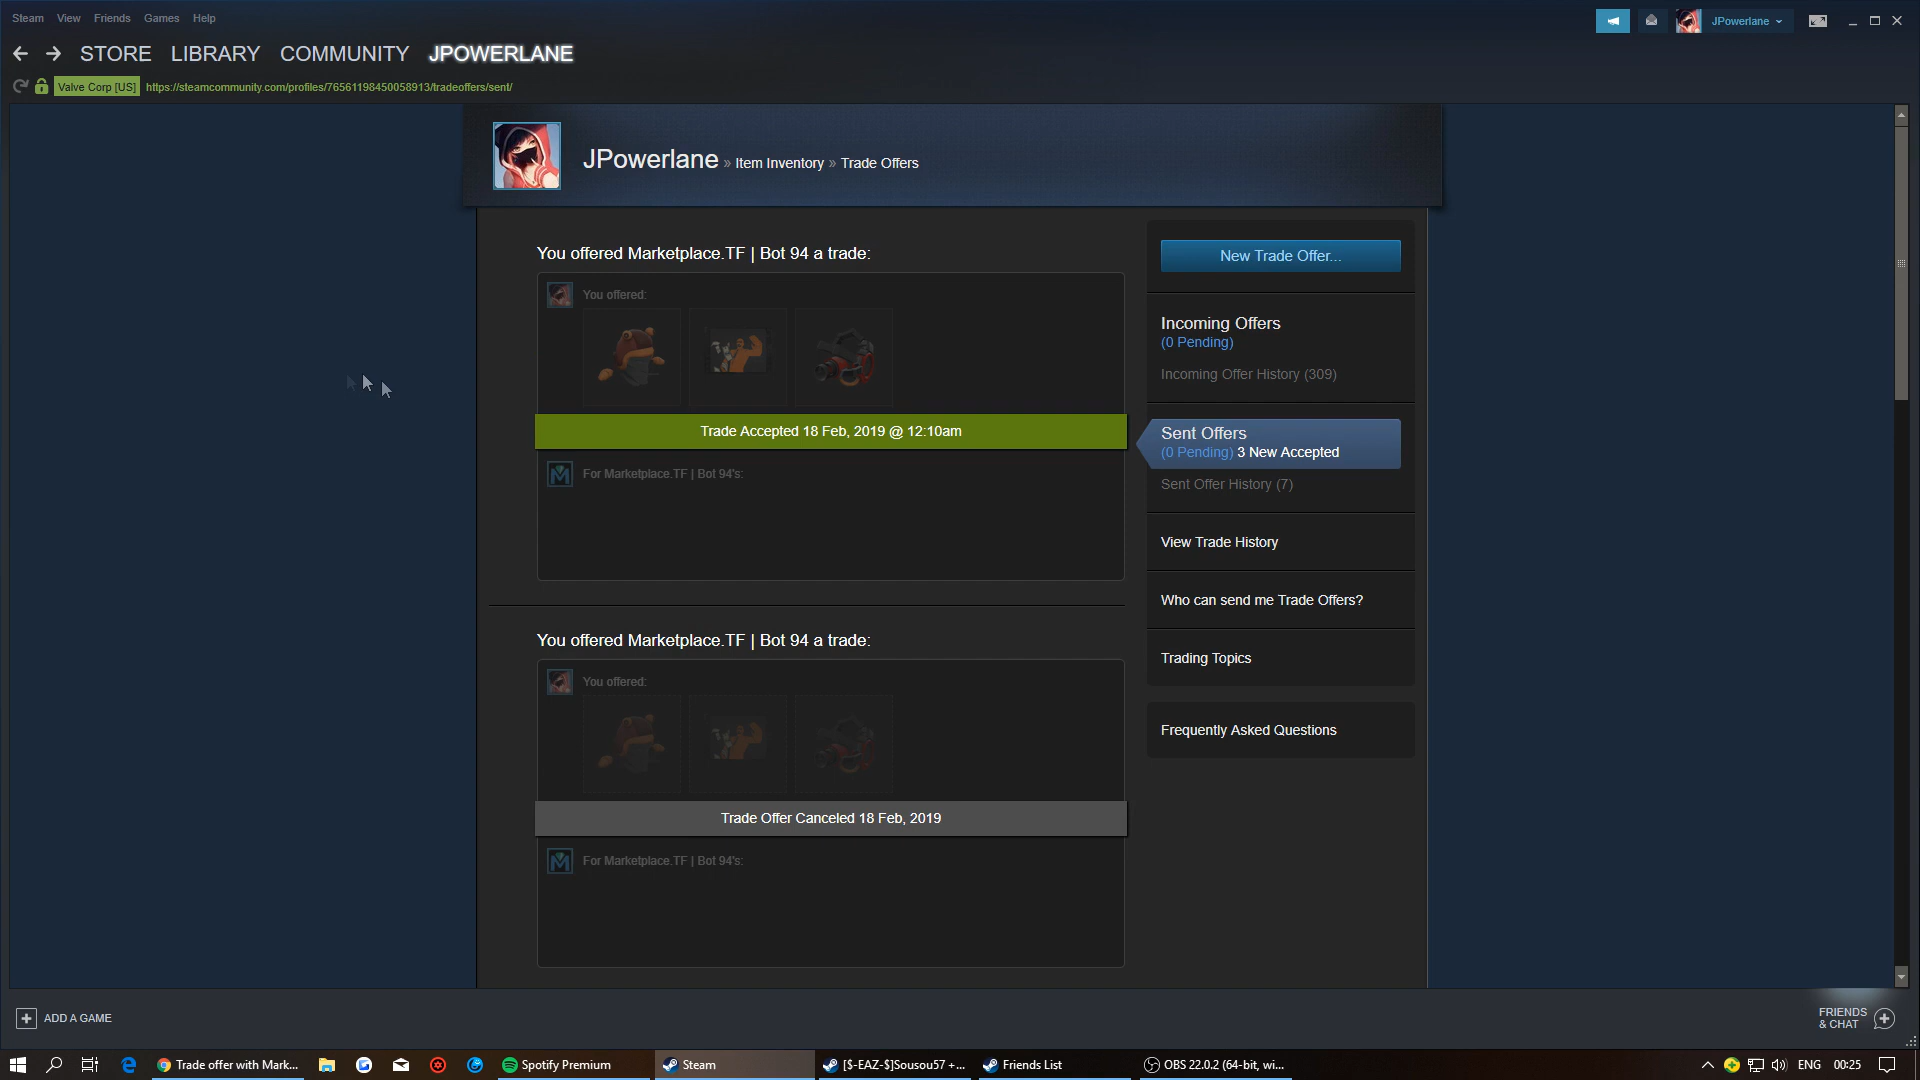 Steam View Friends Games Help
JPowerlane
STORE LIBRARY COMMUNITY JPOWERLANE
Valve Corp [US] https://steamcommunity.com/profiles/76561198450058913/tradeoffers/sent/
JPowerlane » Item Inventory » Trade Offers
You offered Marketplace.TF | Bot 94 a trade:
You offered:
Trade Accepted 18 Feb, 2019 @ 12:10am
For Marketplace.TF | Bot 94's:
You offered Marketplace.TF | Bot 94 a trade:
You offered:
Trade Offer Canceled 18 Feb, 2019
For Marketplace.TF | Bot 94's:
New Trade Offer...
Incoming Offers
(0 Pending)
Incoming Offer History (309)
Sent Offers
(0 Pending) 3 New Accepted
Sent Offer History (7)
View Trade History
Who can send me Trade Offers?
Trading Topics
Frequently Asked Questions
ADD A GAME
FRIENDS
& CHAT
Trade offer with Mark... Spotify Premium Steam [$-EAZ-$]Sousou57 +... Friends List OBS 22.0.2 (64-bit, wi... ENG 00:25